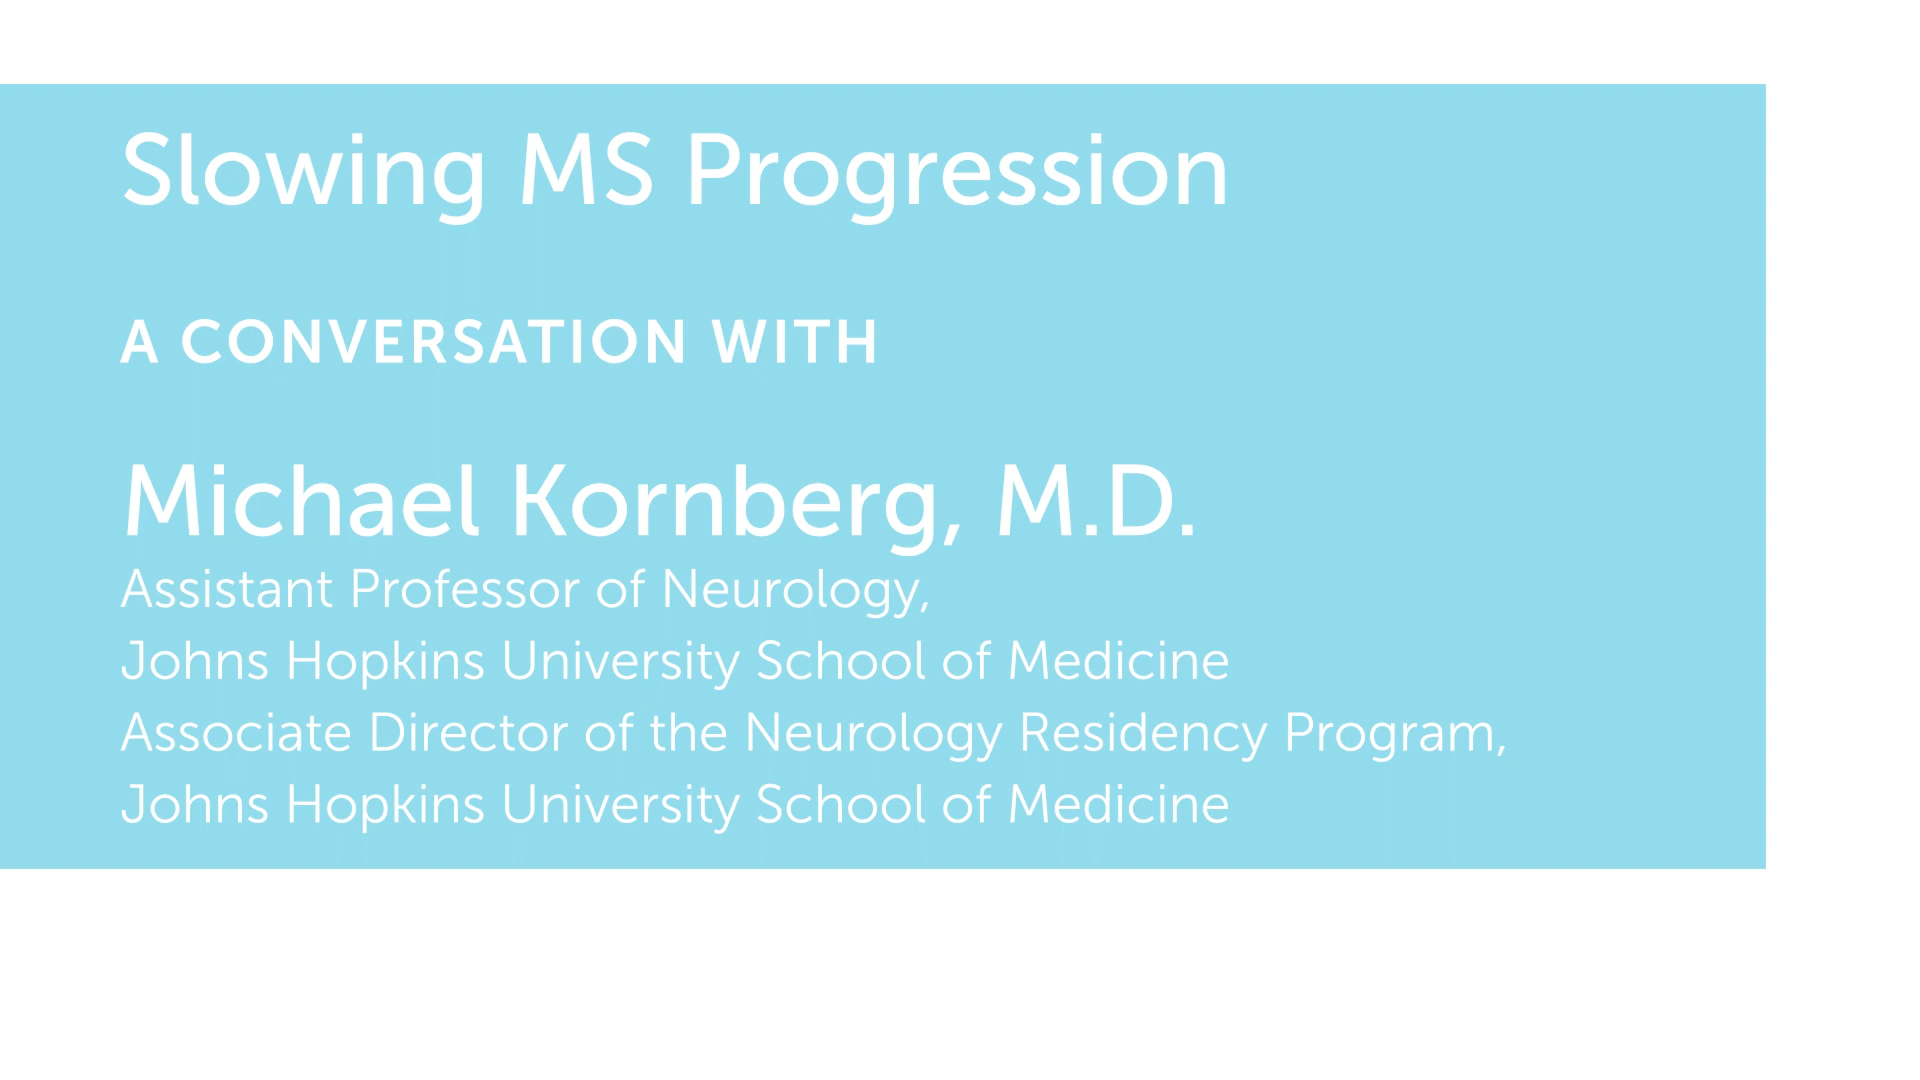 Slowing MS Progression
A CONVERSATION WITH
Michael Kornberg, M.D.
Assistant Professor of Neurology,
Johns Hopkins University School of Medicine
Associate Director of the Neurology Residency Program,
Johns Hopkins University School of Medicine